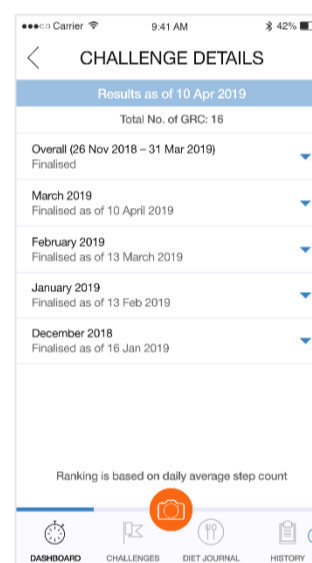 Carrier 9:41 AM 42%
CHALLENGE DETAILS
Results as of 10 Apr 2019
Total No. of GRC: 16
Overall (26 Nov 2018 – 31 Mar 2019)
Finalised
March 2019
Finalised as of 10 April 2019
February 2019
Finalised as of 13 March 2019
January 2019
Finalised as of 13 Feb 2019
December 2018
Finalised as of 16 Jan 2019
Ranking is based on daily average step count
DASHBOARD CHALLENGES DIET JOURNAL HISTORY